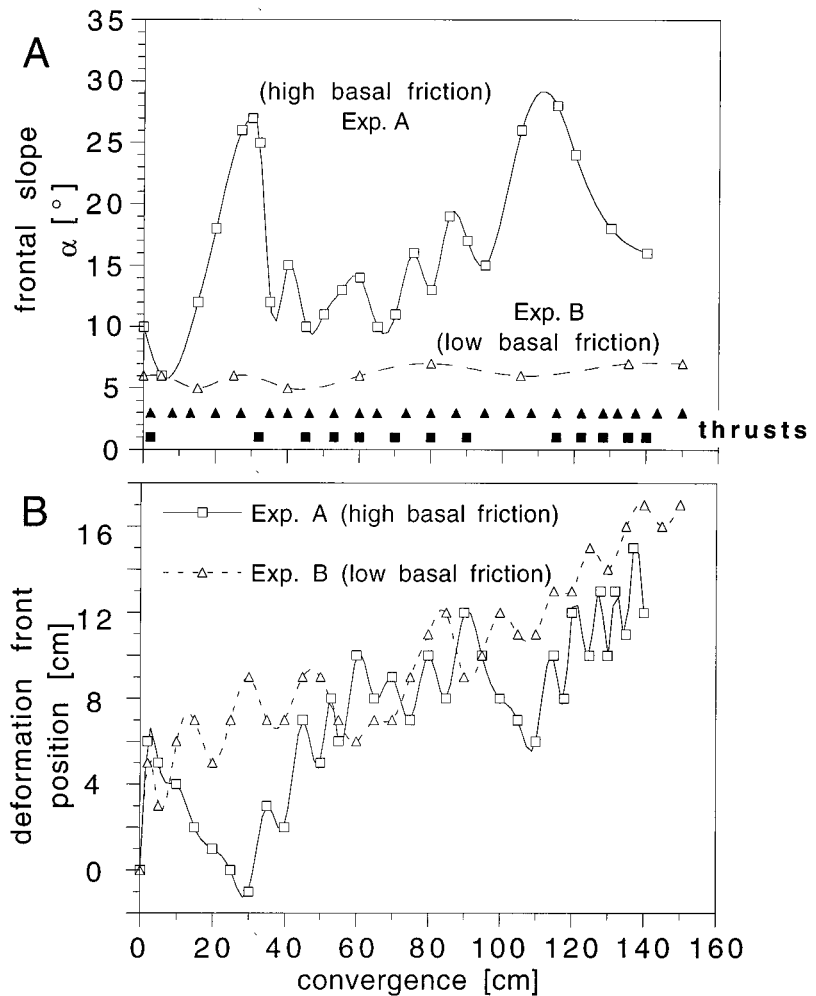 A
35
30
25
20
15
10
5
0
frontal slope
α [°]
(high basal friction)
Exp. A
Exp. B
(low basal friction)
thrusts
B
16
12
8
4
0
deformation front
position [cm]
Exp. A (high basal friction)
Exp. B (low basal friction)
0 20 40 60 80 100 120 140 160
convergence [cm]